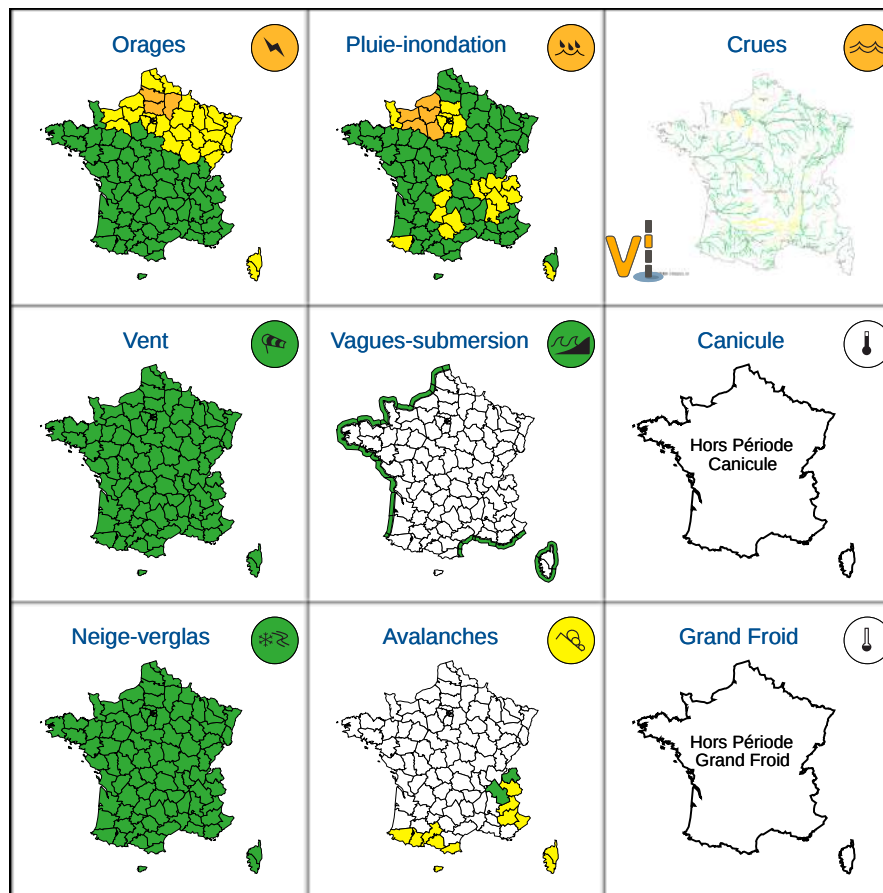 Orages
Pluie-inondation
Crues
Vi
Vent
Vagues-submersion
Canicule
Hors Période
Canicule
Neige-verglas
Avalanches
Grand Froid
Hors Période
Grand Froid